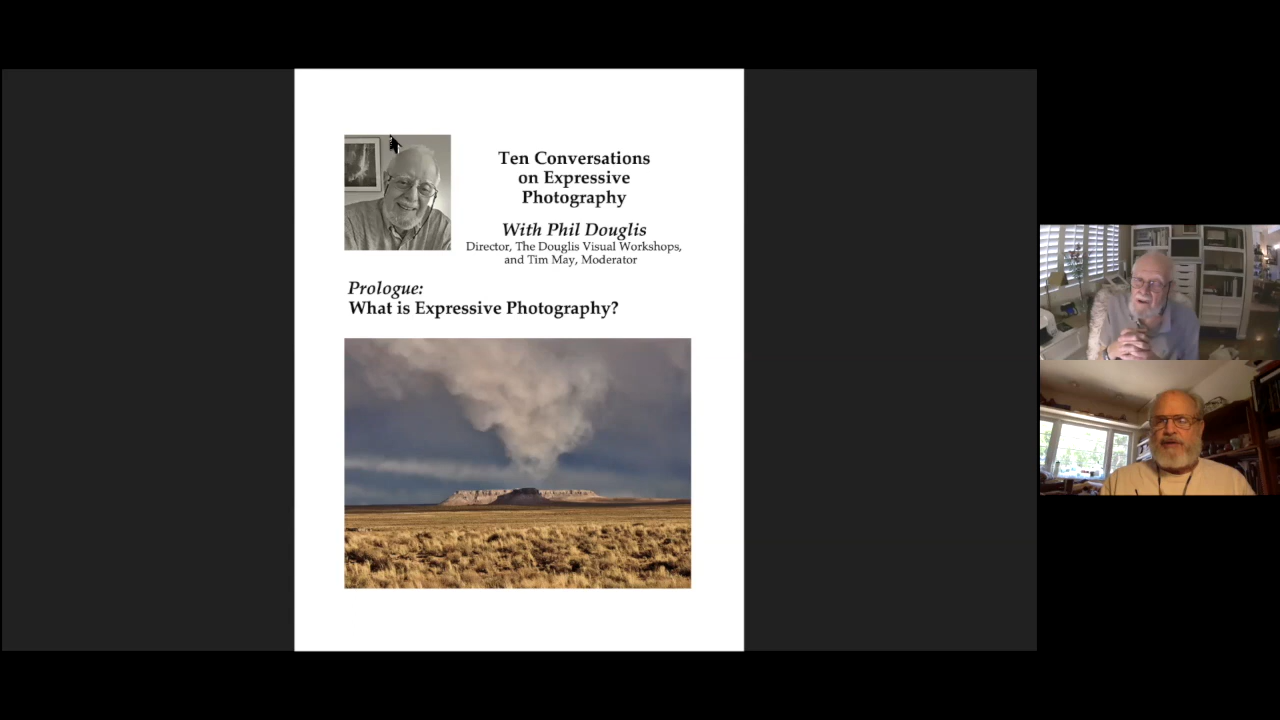 Ten Conversations
on Expressive
Photography
With Phil Douglis
Director, The Douglis Visual Workshops,
and Tim May, Moderator
Prologue:
What is Expressive Photography?